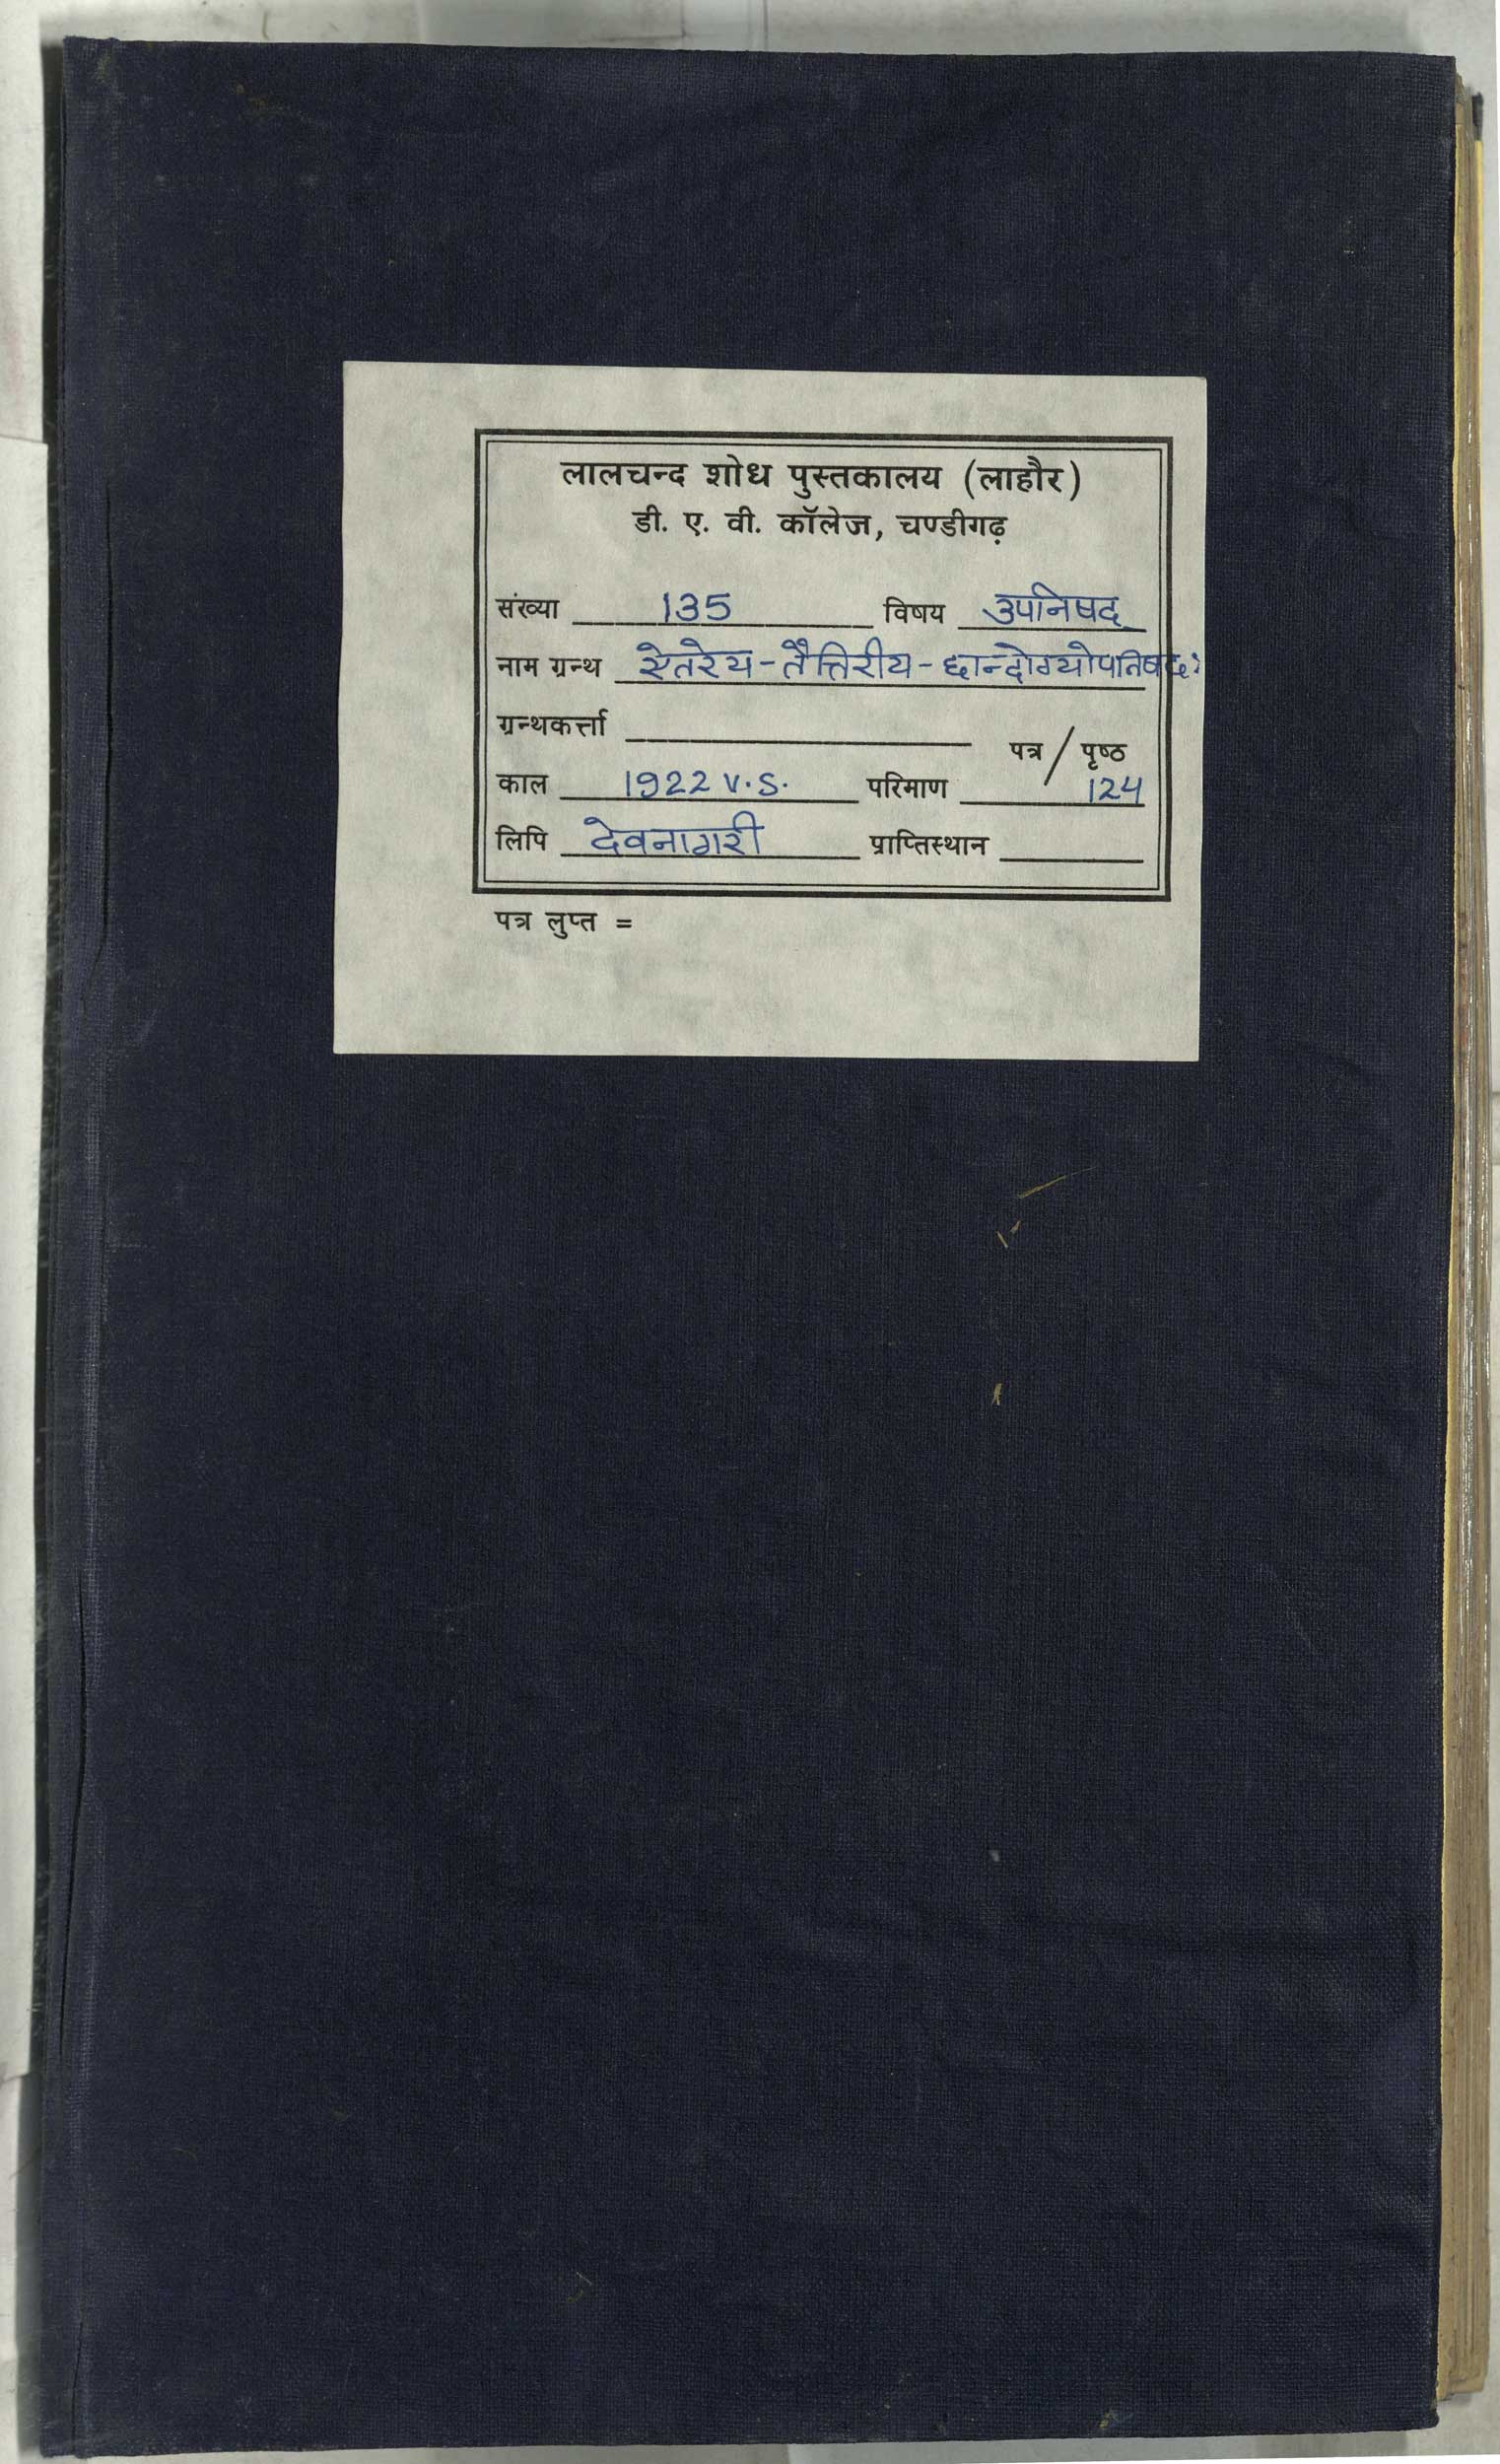 लालचन्द शोध पुस्तकालय (लाहौर)
डी. ए. वी. कॉलेज, चण्डीगढ़
संख्या 135 विषय उपनिषद
नाम ग्रन्थ ऐतरेय-तैत्तिरीय-छान्दोग्योपनिषदः
ग्रन्थकर्त्ता
पत्र / पृष्ठ
काल 1922 V.S. परिमाण 124
लिपि देवनागरी प्राप्तिस्थान
पत्र लुप्त =